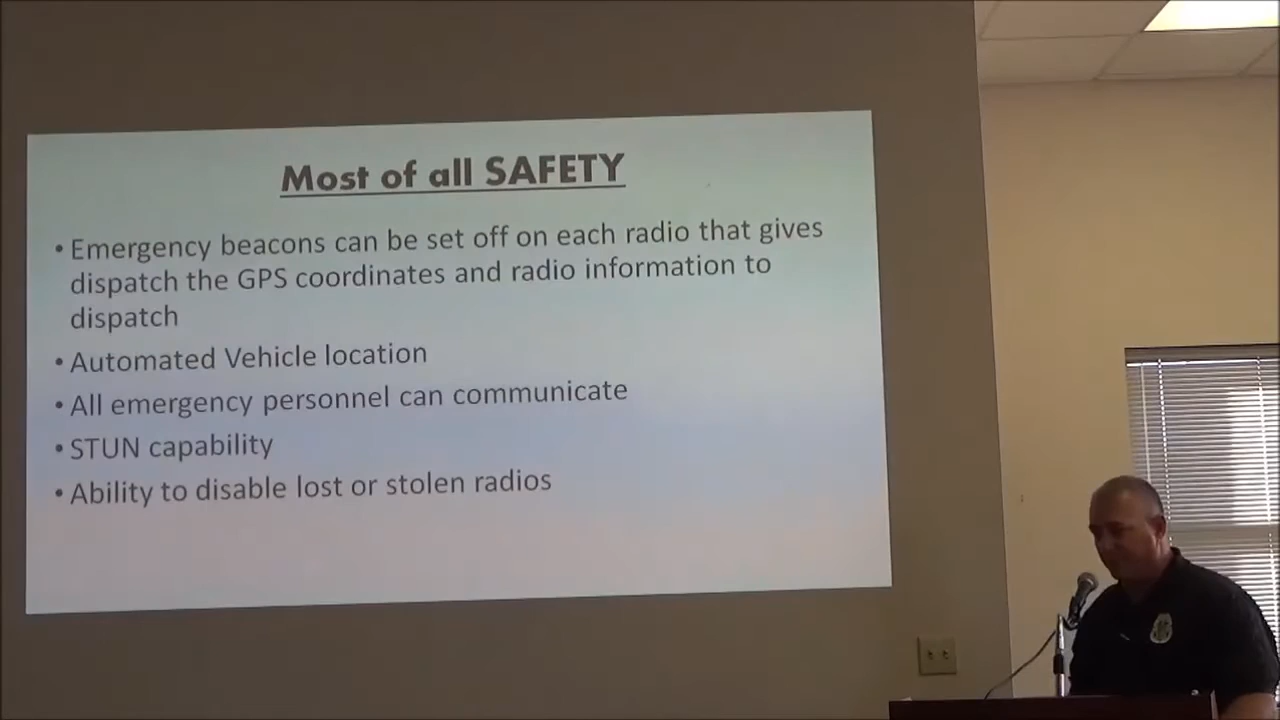 Most of all SAFETY
• Emergency beacons can be set off on each radio that gives
dispatch the GPS coordinates and radio information to
dispatch
• Automated Vehicle location
• All emergency personnel can communicate
• STUN capability
• Ability to disable lost or stolen radios